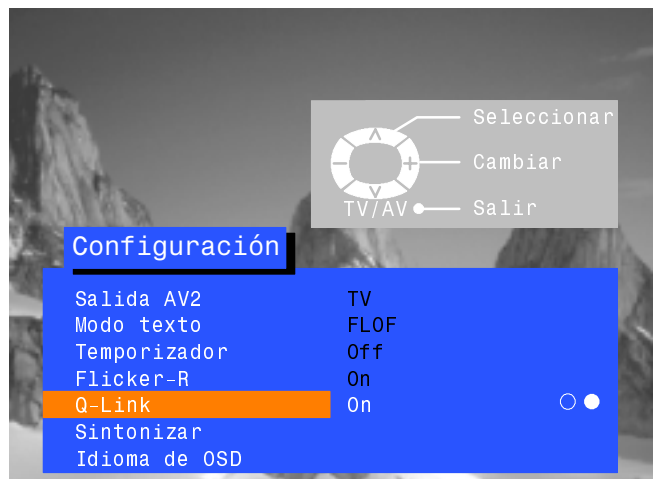 Seleccionar
Cambiar
TV/AV Salir
Configuración
Salida AV2 TV
Modo texto FLOF
Temporizador Off
Flicker-R On
Q-Link On
Sintonizar
Idioma de OSD